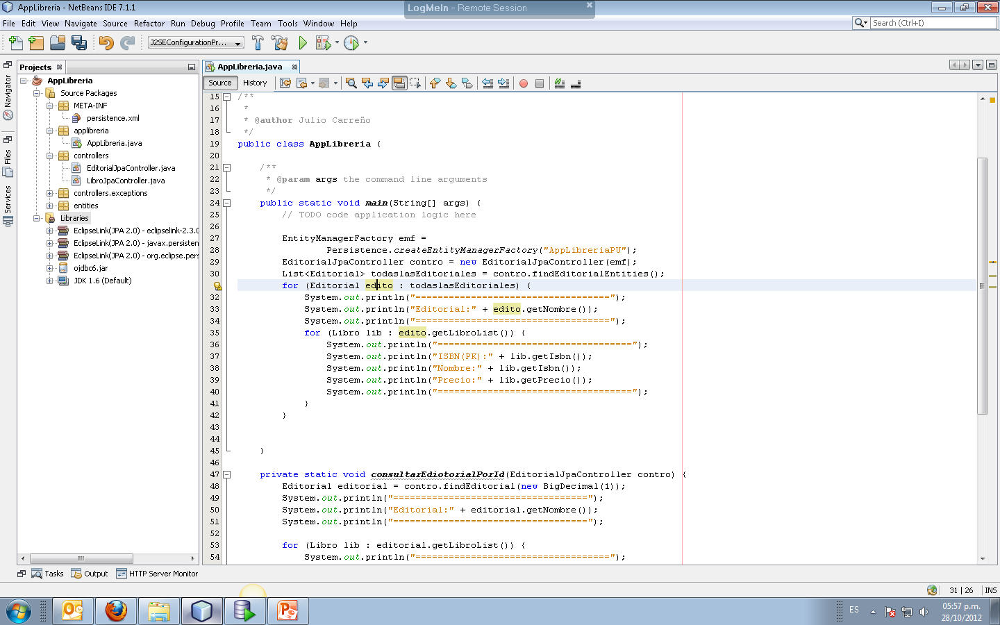 AppLibreria - NetBeans IDE 7.1.1
LogMeIn - Remote Session
File Edit View Navigate Source Refactor Run Debug Profile Team Tools Window Help
Search (Ctrl+I)
J2SEConfigurationPr...
Projects
AppLibreria.java
Navigator
Files
Services
AppLibreria
Source Packages
META-INF
persistence.xml
applibreria
AppLibreria.java
controllers
EditorialJpaController.java
LibroJpaController.java
controllers.exceptions
entities
Libraries
EclipseLink(JPA 2.0) - eclipselink-2.3.0
EclipseLink(JPA 2.0) - javax.persisten
EclipseLink(JPA 2.0) - org.eclipse.pers
ojdbc6.jar
JDK 1.6 (Default)
Source History
15 /**
16 *
17 * @author Julio Carreño
18 */
19 public class AppLibreria {
20
21 /**
22 * @param args the command line arguments
23 */
24 public static void main(String[] args) {
25 // TODO code application logic here
26
27 EntityManagerFactory emf =
28 Persistence.createEntityManagerFactory("AppLibreriaPU");
29 EditorialJpaController contro = new EditorialJpaController(emf);
30 List<Editorial> todaslasEditoriales = contro.findEditorialEntities();
for (Editorial edito : todaslasEditoriales) {
32 System.out.println("===================================");
33 System.out.println("Editorial:" + edito.getNombre());
34 System.out.println("===================================");
35 for (Libro lib : edito.getLibroList()) {
36 System.out.println("===================================");
37 System.out.println("ISBN(PK):" + lib.getIsbn());
38 System.out.println("Nombre:" + lib.getIsbn());
39 System.out.println("Precio:" + lib.getPrecio());
40 System.out.println("===================================");
41 }
42 }
43
44
45 }
46
47 private static void consultarEdiotorialPorId(EditorialJpaController contro) {
48 Editorial editorial = contro.findEditorial(new BigDecimal(1));
49 System.out.println("===================================");
50 System.out.println("Editorial:" + editorial.getNombre());
51 System.out.println("===================================");
52
53 for (Libro lib : editorial.getLibroList()) {
54 System.out.println("===================================");
Tasks Output HTTP Server Monitor
31 | 26 INS
ES
05:57 p.m.
28/10/2012